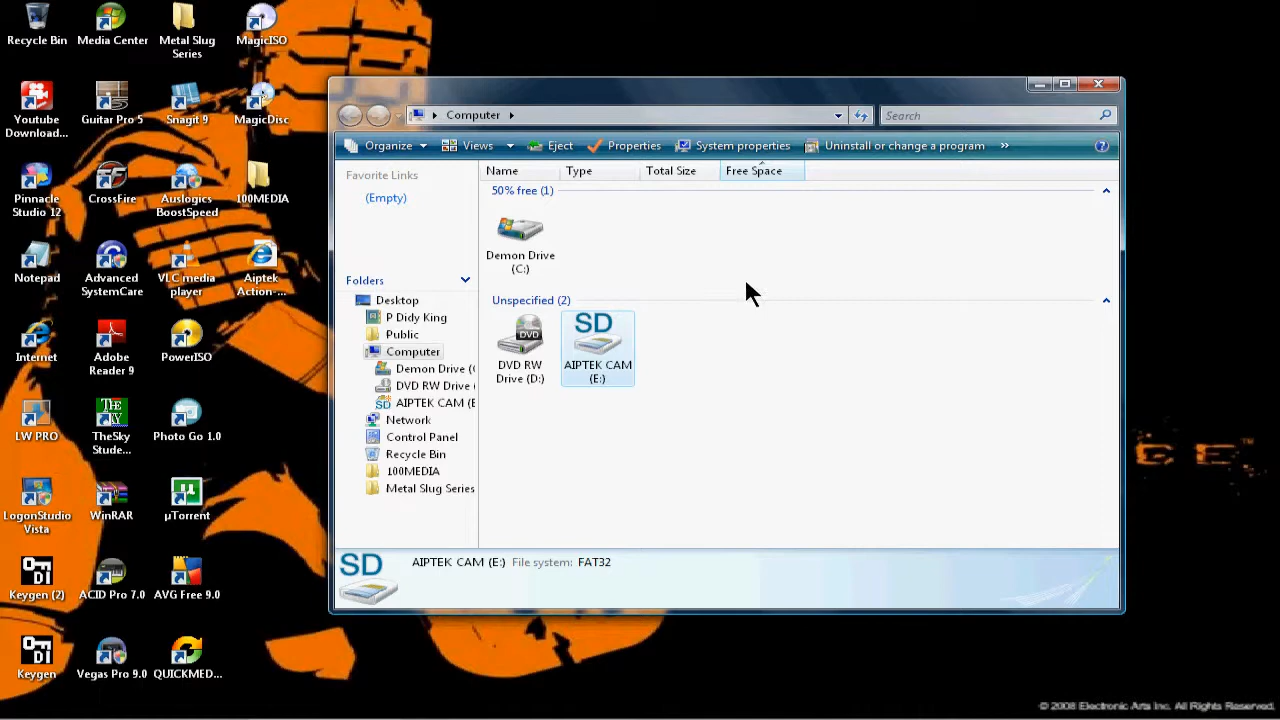 Recycle Bin
Media Center
Metal Slug
Series
MagicISO
Youtube
Download...
Guitar Pro 5
Snagit 9
MagicDisc
Pinnacle
Studio 12
CrossFire
Auslogics
BoostSpeed
100MEDIA
Notepad
Advanced
SystemCare
VLC media
player
Aiptek
Action-...
Internet
Adobe
Reader 9
PowerISO
LW PRO
TheSky
Stude...
Photo Go 1.0
LogonStudio
Vista
WinRAR
µTorrent
Keygen (2)
ACID Pro 7.0
AVG Free 9.0
Keygen
Vegas Pro 9.0
QUICKMED...
Computer
Search
Organize
Views
Eject
Properties
System properties
Uninstall or change a program
»
Favorite Links
(Empty)
Folders
Desktop
P Didy King
Public
Computer
Demon Drive (
DVD RW Drive
AIPTEK CAM (E
Network
Control Panel
Recycle Bin
100MEDIA
Metal Slug Series
Name
Type
Total Size
Free Space
50% free (1)
Demon Drive
(C:)
Unspecified (2)
DVD
DVD RW
Drive (D:)
SD
AIPTEK CAM
(E:)
SD
AIPTEK CAM (E:) File system: FAT32
© 2008 Electronic Arts Inc. All Rights Reserved.